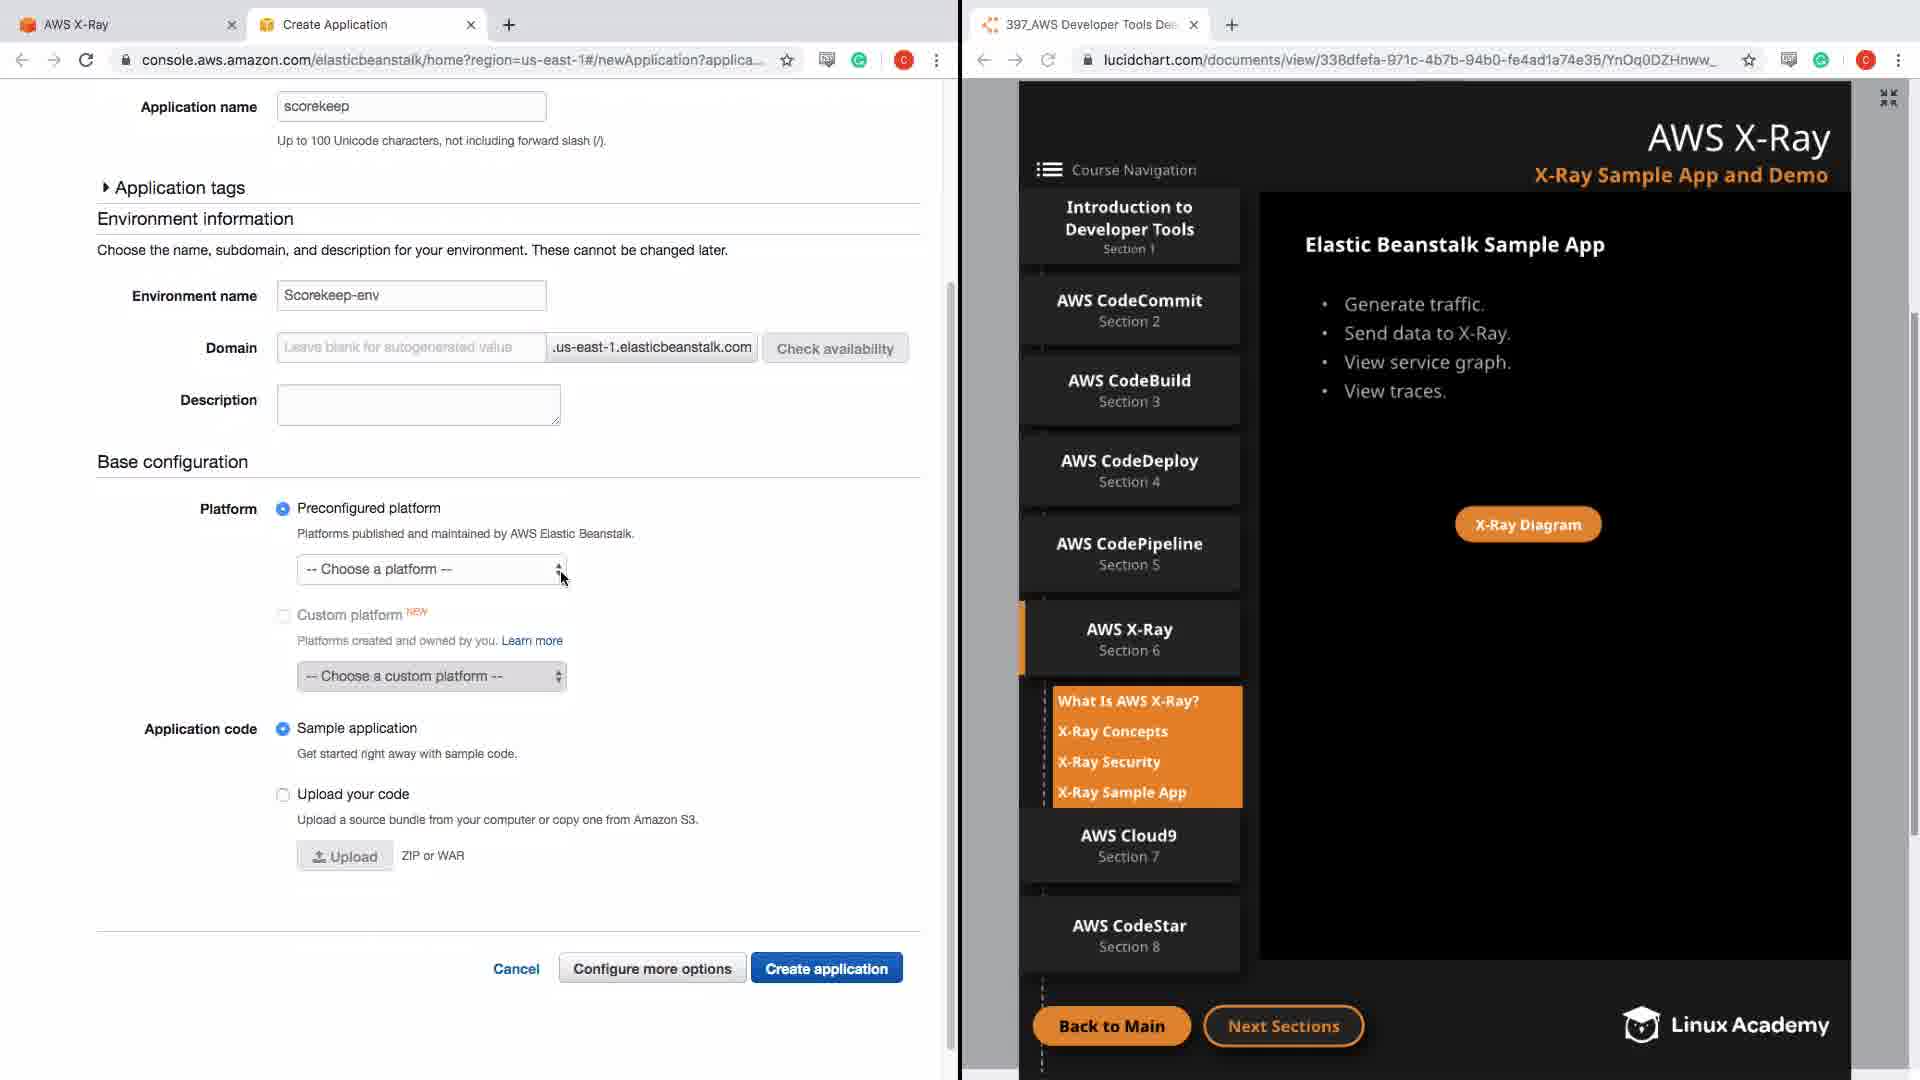 AWS X-Ray
Create Application
console.aws.amazon.com/elasticbeanstalk/home?region=us-east-1#/newApplication?applica...
C
Application name
scorekeep
Up to 100 Unicode characters, not including forward slash (/).
Application tags
Environment information
Choose the name, subdomain, and description for your environment. These cannot be changed later.
Environment name
Scorekeep-env
Domain
Leave blank for autogenerated value
.us-east-1.elasticbeanstalk.com
Check availability
Description
Base configuration
Platform
Preconfigured platform
Platforms published and maintained by AWS Elastic Beanstalk.
-- Choose a platform --
Custom platform NEW
Platforms created and owned by you. Learn more
-- Choose a custom platform --
Application code
Sample application
Get started right away with sample code.
Upload your code
Upload a source bundle from your computer or copy one from Amazon S3.
Upload
ZIP or WAR
Cancel
Configure more options
Create application
397_AWS Developer Tools Dee
lucidchart.com/documents/view/338dfefa-971c-4b7b-94b0-fe4ad1a74e35/YnOq0DZHnww_
C
AWS X-Ray
X-Ray Sample App and Demo
Course Navigation
Introduction to
Developer Tools
Section 1
AWS CodeCommit
Section 2
AWS CodeBuild
Section 3
AWS CodeDeploy
Section 4
AWS CodePipeline
Section 5
AWS X-Ray
Section 6
What Is AWS X-Ray?
X-Ray Concepts
X-Ray Security
X-Ray Sample App
AWS Cloud9
Section 7
AWS CodeStar
Section 8
Elastic Beanstalk Sample App
• Generate traffic.
• Send data to X-Ray.
• View service graph.
• View traces.
X-Ray Diagram
Back to Main
Next Sections
Linux Academy